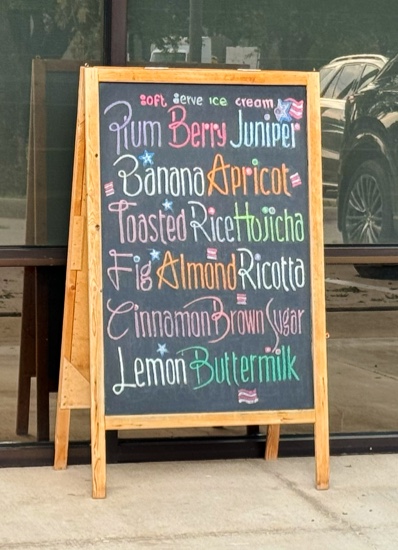 soft serve ice cream
Plum Berry Juniper
Banana Apricot
Toasted Rice Hojicha
Fig Almond Ricotta
Cinnamon Brown Sugar
Lemon Buttermilk